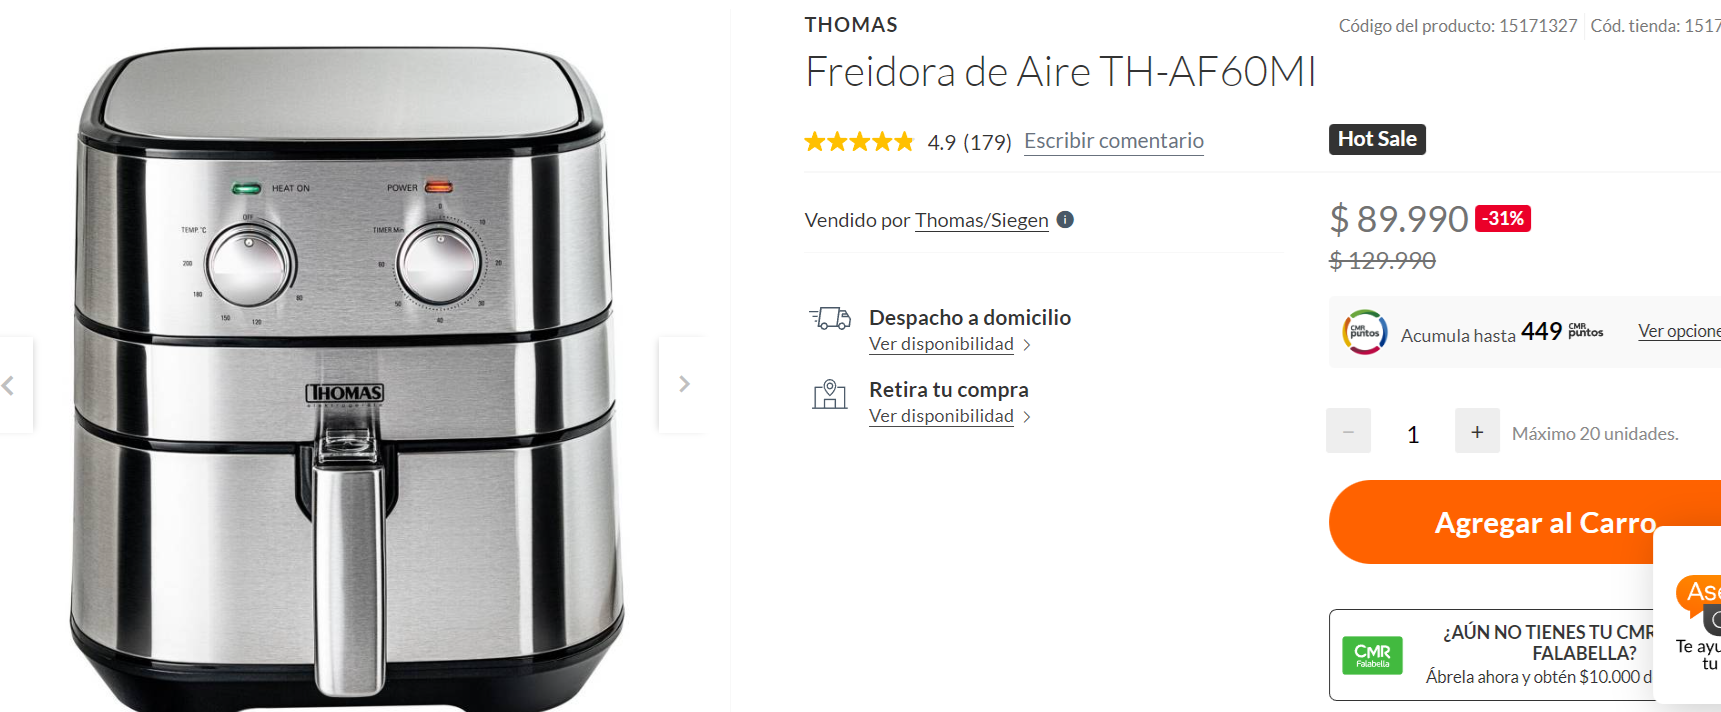 THOMAS
Código del producto: 15171327 Cód. tienda: 1517
Freidora de Aire TH-AF60MI
4.9 (179) Escribir comentario
Hot Sale
Vendido por Thomas/Siegen
$ 89.990 -31%
$ 129.990
CMR puntos
Acumula hasta 449 CMR puntos
Ver opcione
Despacho a domicilio
Ver disponibilidad
Retira tu compra
Ver disponibilidad
− 1 + Máximo 20 unidades.
Agregar al Carro
¿AÚN NO TIENES TU CMR
FALABELLA?
Ábrela ahora y obtén $10.000 d
CMR
Falabella
Ase
Te ayu
tu
HEAT ON
POWER
OFF
TEMP.°C
200
180
150
120
80
0
TIMER Min
10
20
30
40
50
60
THOMAS